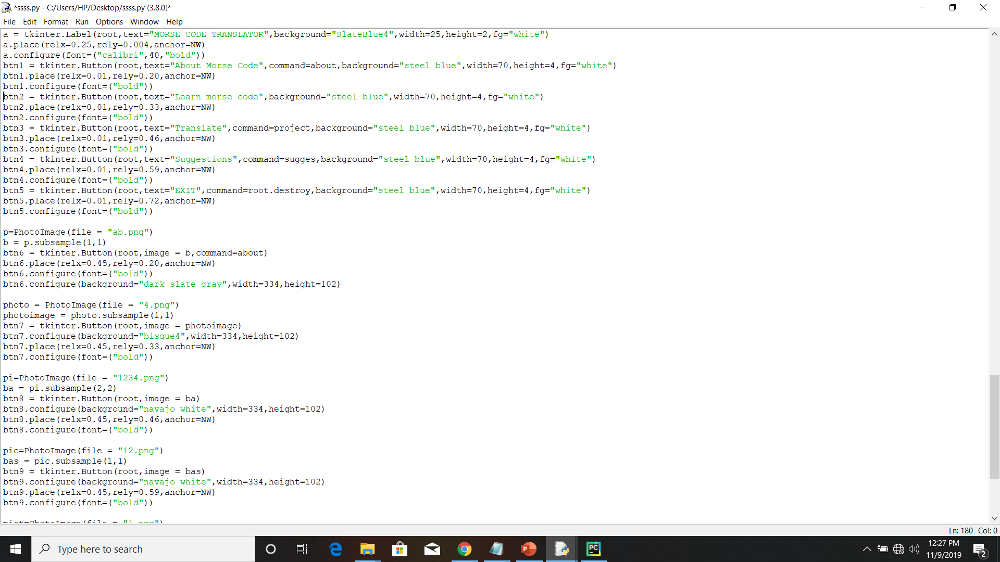 *ssss.py - C:/Users/HP/Desktop/ssss.py (3.8.0)*
File Edit Format Run Options Window Help
a = tkinter.Label(root,text="MORSE CODE TRANSLATOR",background="SlateBlue4",width=25,height=2,fg="white")
a.place(relx=0.25,rely=0.004,anchor=NW)
a.configure(font=("calibri",40,"bold"))
btn1 = tkinter.Button(root,text="About Morse Code",command=about,background="steel blue",width=70,height=4,fg="white")
btn1.place(relx=0.01,rely=0.20,anchor=NW)
btn1.configure(font=("bold"))
btn2 = tkinter.Button(root,text="Learn morse code",background="steel blue",width=70,height=4,fg="white")
btn2.place(relx=0.01,rely=0.33,anchor=NW)
btn2.configure(font=("bold"))
btn3 = tkinter.Button(root,text="Translate",command=project,background="steel blue",width=70,height=4,fg="white")
btn3.place(relx=0.01,rely=0.46,anchor=NW)
btn3.configure(font=("bold"))
btn4 = tkinter.Button(root,text="Suggestions",command=sugges,background="steel blue",width=70,height=4,fg="white")
btn4.place(relx=0.01,rely=0.59,anchor=NW)
btn4.configure(font=("bold"))
btn5 = tkinter.Button(root,text="EXIT",command=root.destroy,background="steel blue",width=70,height=4,fg="white")
btn5.place(relx=0.01,rely=0.72,anchor=NW)
btn5.configure(font=("bold"))
p=PhotoImage(file = "ab.png")
b = p.subsample(1,1)
btn6 = tkinter.Button(root,image = b,command=about)
btn6.place(relx=0.45,rely=0.20,anchor=NW)
btn6.configure(font=("bold"))
btn6.configure(background="dark slate gray",width=334,height=102)
photo = PhotoImage(file = "4.png")
photoimage = photo.subsample(1,1)
btn7 = tkinter.Button(root,image = photoimage)
btn7.configure(background="bisque4",width=334,height=102)
btn7.place(relx=0.45,rely=0.33,anchor=NW)
btn7.configure(font=("bold"))
pi=PhotoImage(file = "1234.png")
ba = pi.subsample(2,2)
btn8 = tkinter.Button(root,image = ba)
btn8.configure(background="navajo white",width=334,height=102)
btn8.place(relx=0.45,rely=0.46,anchor=NW)
btn8.configure(font=("bold"))
pic=PhotoImage(file = "12.png")
bas = pic.subsample(1,1)
btn9 = tkinter.Button(root,image = bas)
btn9.configure(background="navajo white",width=334,height=102)
btn9.place(relx=0.45,rely=0.59,anchor=NW)
btn9.configure(font=("bold"))
pict=PhotoImage(file = "1.png")
Ln: 180 Col: 0
Type here to search
12:27 PM
11/9/2019
2